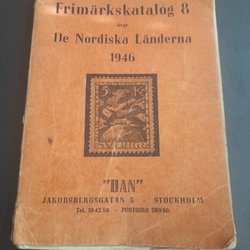 Frimärkskatalog 8
över
De Nordiska Länderna
1946
5 K
SVERIGE
"DAN"
JAKOBSBERGSGATAN 5 - STOCKHOLM